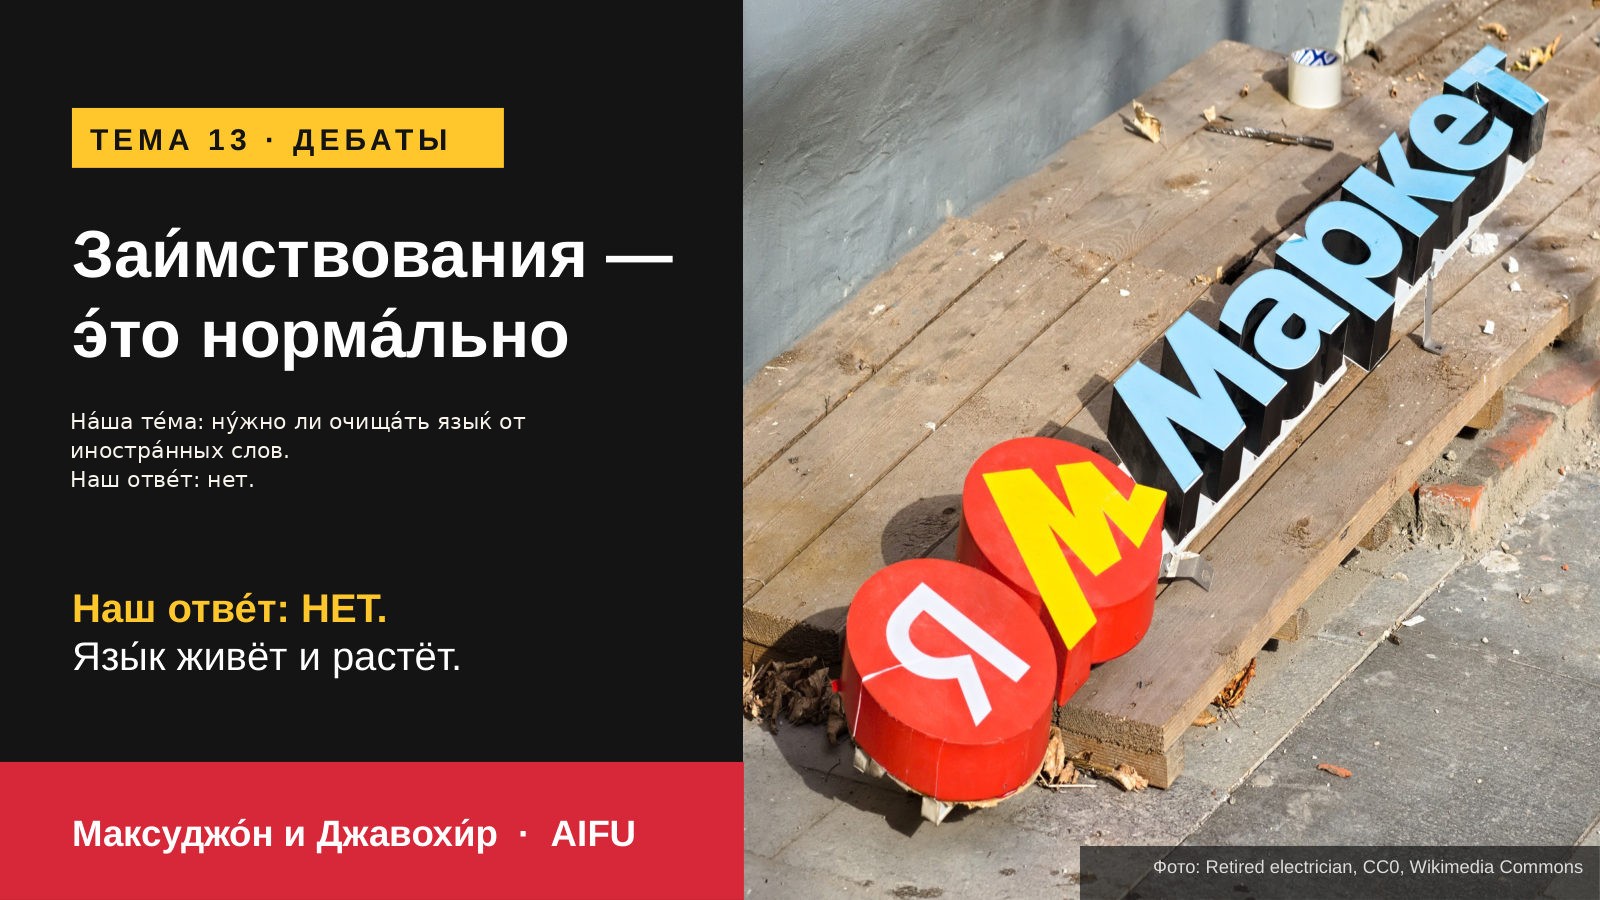 ТЕМА 13 · ДЕБАТЫ
Заи́мствования —
э́то норма́льно
На́ша те́ма: ну́жно ли очища́ть язы́к от
иностра́нных слов.
Наш отве́т: нет.
Наш отве́т: НЕТ.
Язы́к живёт и растёт.
Максуджо́н и Джавохи́р · AIFU
Я М Маркет
Фото: Retired electrician, CC0, Wikimedia Commons